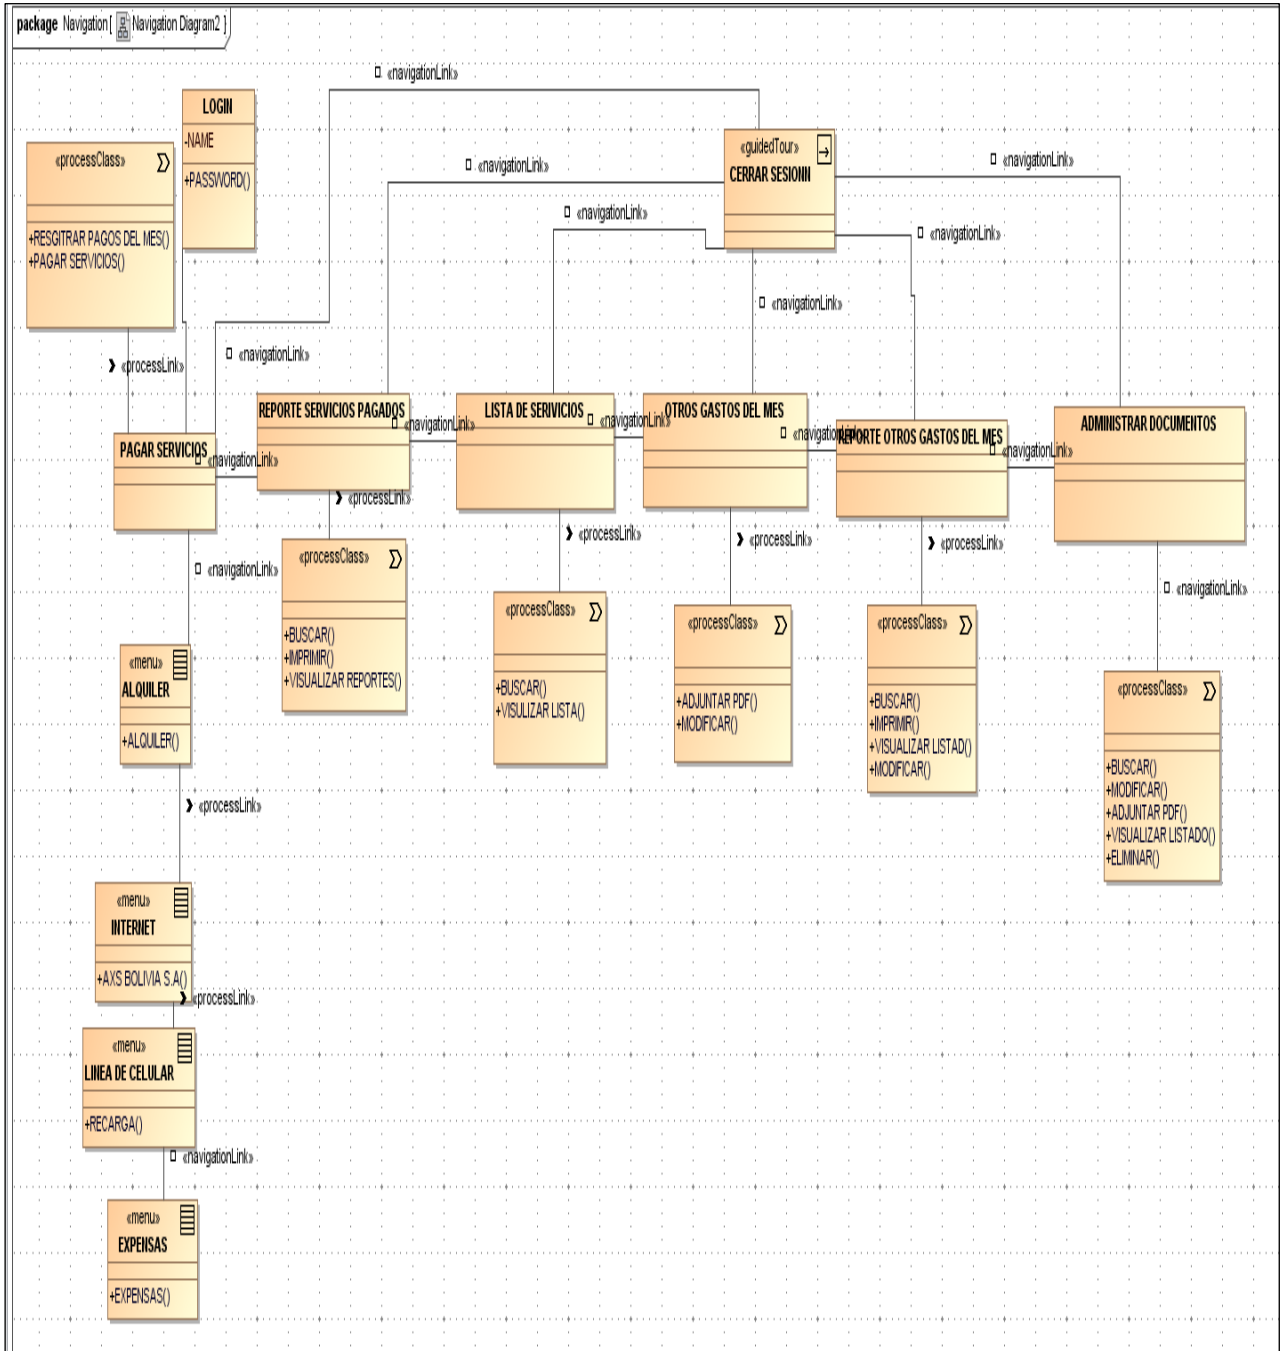 package Navigation[ Navigation Diagram2 ]
«navigationLink»
LOGIN
-NAME
+PASSWORD()
«processClass»
+RESGITRAR PAGOS DEL MES()
+PAGAR SERVICIOS()
«guidedTour»
CERRAR SESIONN
«navigationLink»
«navigationLink»
«navigationLink»
«navigationLink»
«navigationLink»
«processLink»
«navigationLink»
PAGAR SERVICIOS
«navigationLink»
REPORTE SERVICIOS PAGADOS
«navigationLink»
LISTA DE SERIVICIOS
«navigationLink»
OTROS GASTOS DEL MES
«navigationLink»
REPORTE OTROS GASTOS DEL MES
«navigationLink»
ADMINISTRAR DOCUMENTOS
«processLink»
«processLink»
«processLink»
«processLink»
«navigationLink»
«navigationLink»
«processClass»
+BUSCAR()
+IMPRIMIR()
+VISUALIZAR REPORTES()
«processClass»
+BUSCAR()
+VISULIZAR LISTA()
«processClass»
+ADJUNTAR PDF()
+MODIFICAR()
«processClass»
+BUSCAR()
+IMPRIMIR()
+VISUALIZAR LISTAD()
+MODIFICAR()
«processClass»
+BUSCAR()
+MODIFICAR()
+ADJUNTAR PDF()
+VISUALIZAR LISTADO()
+ELIMINAR()
«menu»
ALQUILER
+ALQUILER()
«processLink»
«menu»
INTERNET
+AXS BOLIVIA S.A()
«processLink»
«menu»
LINEA DE CELULAR
+RECARGA()
«navigationLink»
«menu»
EXPENSAS
+EXPENSAS()